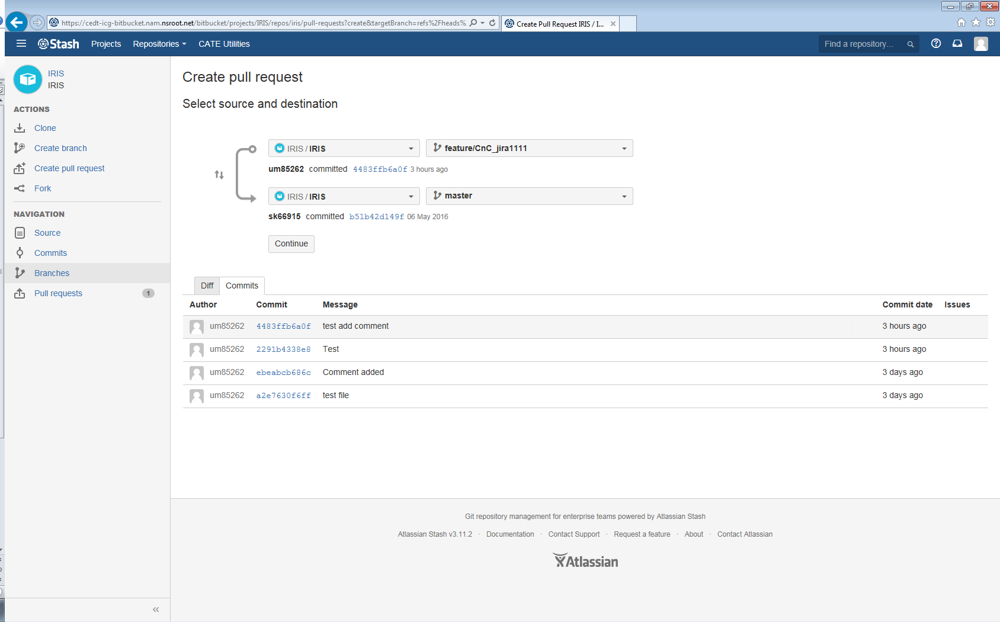 https://cedt-icg-bitbucket.nam.nsroot.net/bitbucket/projects/IRIS/repos/iris/pull-requests?create&targetBranch=refs%2Fheads%
Create Pull Request IRIS / I...
Stash Projects Repositories CATE Utilities Find a repository...
IRIS
IRIS
ACTIONS
Clone
Create branch
Create pull request
Fork
NAVIGATION
Source
Commits
Branches
Pull requests 1
Create pull request
Select source and destination
IRIS / IRIS feature/CnC_jira1111
um85262 committed 4483ffb6a0f 3 hours ago
IRIS / IRIS master
sk66915 committed b51b42d149f 06 May 2016
Continue
Diff Commits
Author Commit Message Commit date Issues
um85262 4483ffb6a0f test add comment 3 hours ago
um85262 2291b4338e8 Test 3 hours ago
um85262 ebeabcb686c Comment added 3 days ago
um85262 a2e7630f6ff test file 3 days ago
Git repository management for enterprise teams powered by Atlassian Stash
Atlassian Stash v3.11.2 · Documentation · Contact Support · Request a feature · About · Contact Atlassian
Atlassian